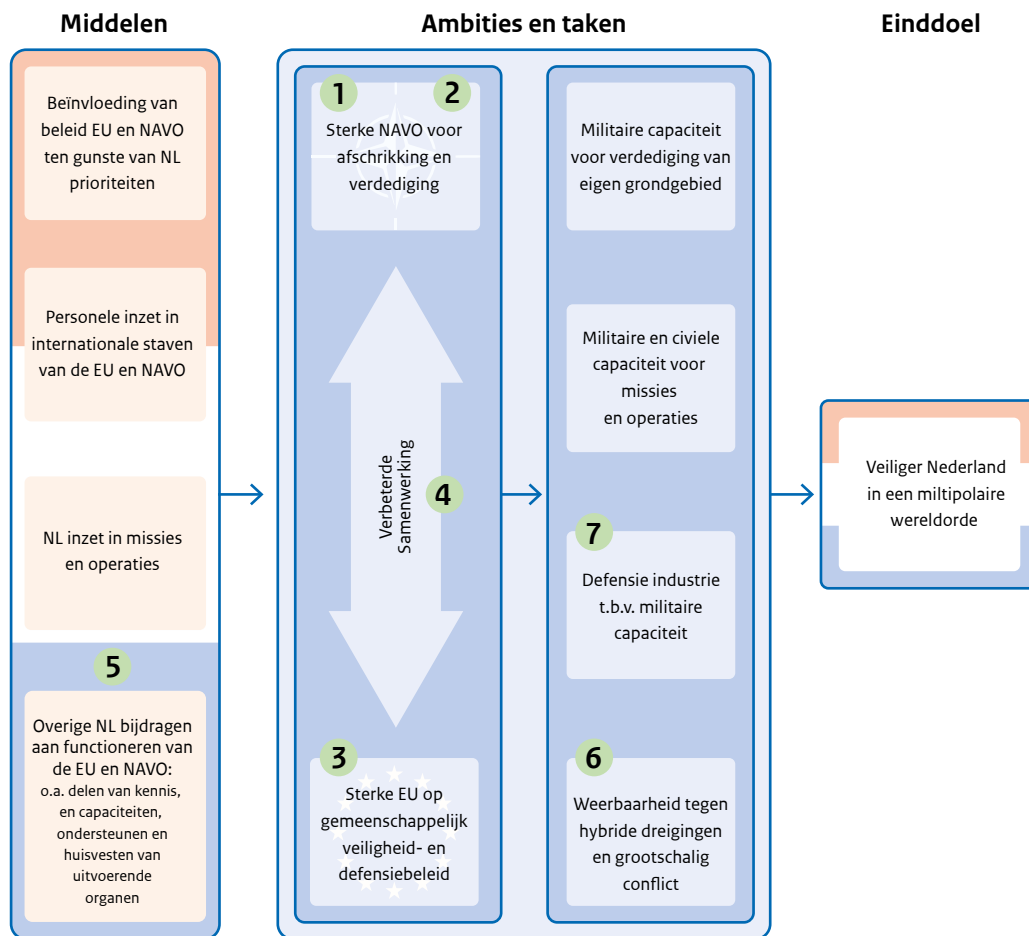 Middelen
Beïnvloeding van
beleid EU en NAVO
ten gunste van NL
prioriteiten
Personele inzet in
internationale staven
van de EU en NAVO
NL inzet in missies
en operaties
5
Overige NL bijdragen
aan functioneren van
de EU en NAVO:
o.a. delen van kennis,
en capaciteiten,
ondersteunen en
huisvesten van
uitvoerende
organen
Ambities en taken
1
2
Sterke NAVO voor
afschrikking en
verdediging
Verbeterde
Samenwerking
4
3
Sterke EU op
gemeenschappelijk
veiligheid- en
defensiebeleid
Militaire capaciteit
voor verdediging van
eigen grondgebied
Militaire en civiele
capaciteit voor
missies
en operaties
7
Defensie industrie
t.b.v. militaire
capaciteit
6
Weerbaarheid tegen
hybride dreigingen
en grootschalig
conflict
Einddoel
Veiliger Nederland
in een miltipolaire
wereldorde